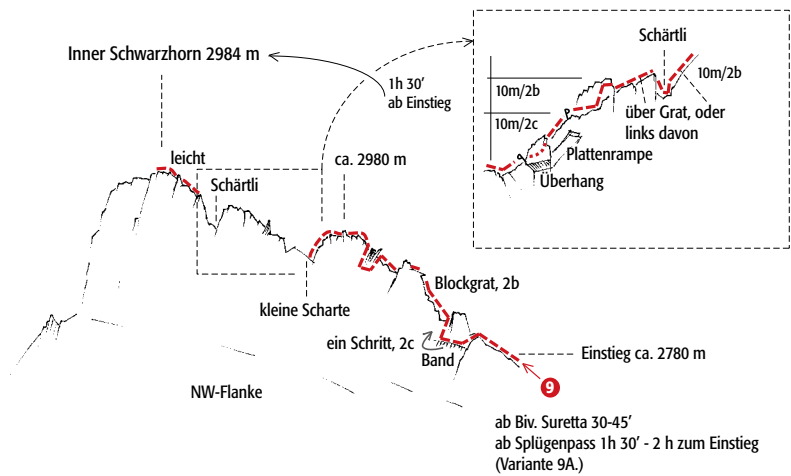 Inner Schwarzhorn 2984 m
1h 30’
ab Einstieg
leicht
Schärtli
ca. 2980 m
Schärtli
10m/2b
10m/2b
10m/2c
über Grat, oder
links davon
Plattenrampe
Überhang
kleine Scharte
Blockgrat, 2b
ein Schritt, 2c
Band
Einstieg ca. 2780 m
9
NW-Flanke
ab Biv. Suretta 30-45’
ab Splügenpass 1h 30’ - 2 h zum Einstieg
(Variante 9A.)